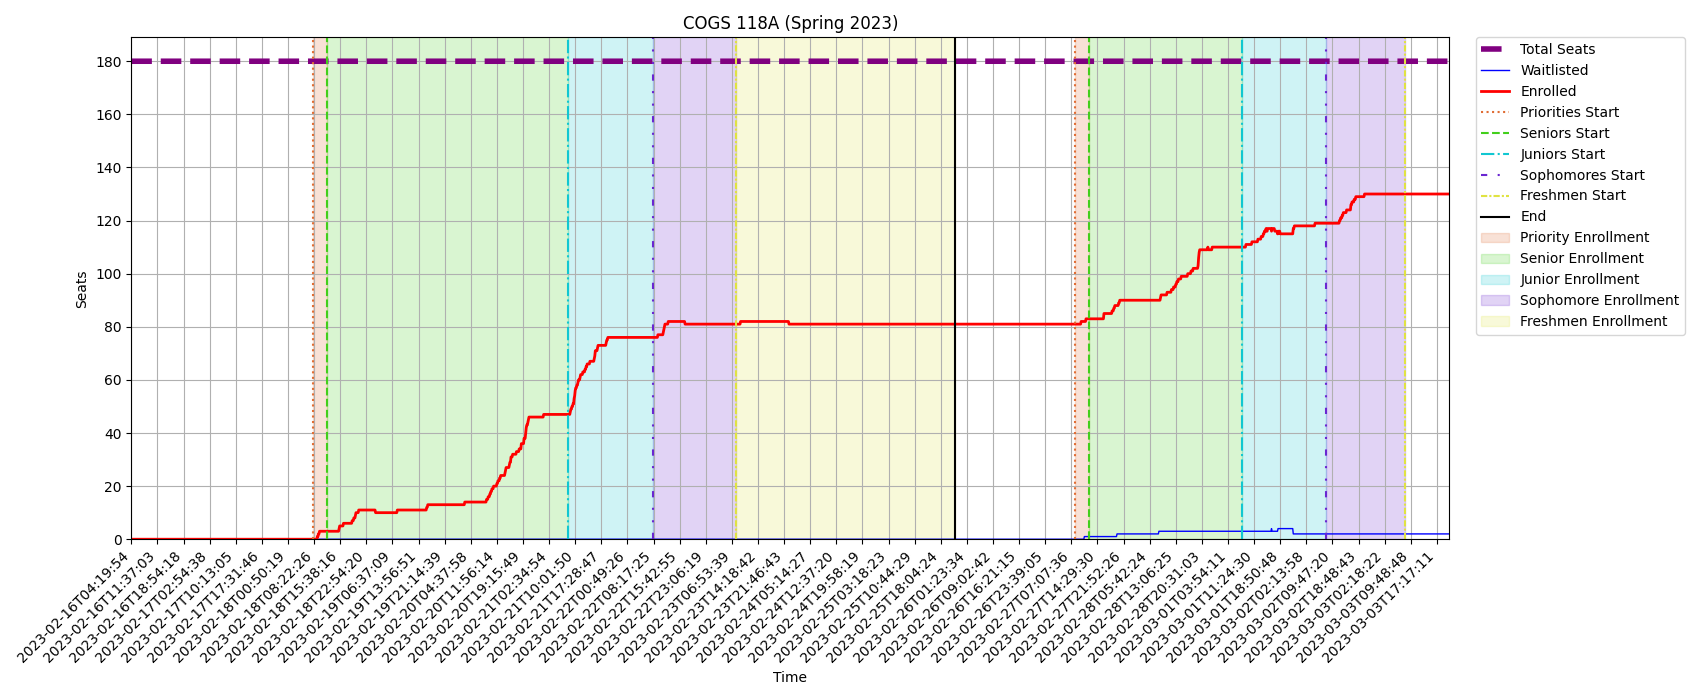 COGS 118A (Spring 2023)
Seats
180
160
140
120
100
80
60
40
20
0
2023-02-16T04:19:54
2023-02-16T11:37:03
2023-02-16T18:54:18
2023-02-17T02:54:38
2023-02-17T10:13:05
2023-02-17T17:31:46
2023-02-18T00:50:19
2023-02-18T08:22:26
2023-02-18T15:38:16
2023-02-18T22:54:20
2023-02-19T06:37:09
2023-02-19T13:56:51
2023-02-19T21:14:39
2023-02-20T04:37:58
2023-02-20T11:56:14
2023-02-20T19:15:49
2023-02-21T02:34:54
2023-02-21T10:01:50
2023-02-21T17:28:47
2023-02-22T00:49:26
2023-02-22T08:17:25
2023-02-22T15:42:55
2023-02-22T23:06:19
2023-02-23T06:53:39
2023-02-23T14:18:42
2023-02-23T21:46:43
2023-02-24T05:14:27
2023-02-24T12:37:20
2023-02-24T19:58:19
2023-02-25T03:18:23
2023-02-25T10:44:29
2023-02-25T18:04:24
2023-02-26T01:23:34
2023-02-26T09:02:42
2023-02-26T16:21:15
2023-02-26T23:39:05
2023-02-27T07:07:36
2023-02-27T14:29:30
2023-02-27T21:52:26
2023-02-28T05:42:24
2023-02-28T13:06:25
2023-02-28T20:31:03
2023-03-01T03:54:11
2023-03-01T11:24:30
2023-03-01T18:50:48
2023-03-02T02:13:58
2023-03-02T09:47:20
2023-03-02T18:48:43
2023-03-03T02:18:22
2023-03-03T09:48:48
2023-03-03T17:17:11
Time
Total Seats
Waitlisted
Enrolled
Priorities Start
Seniors Start
Juniors Start
Sophomores Start
Freshmen Start
End
Priority Enrollment
Senior Enrollment
Junior Enrollment
Sophomore Enrollment
Freshmen Enrollment